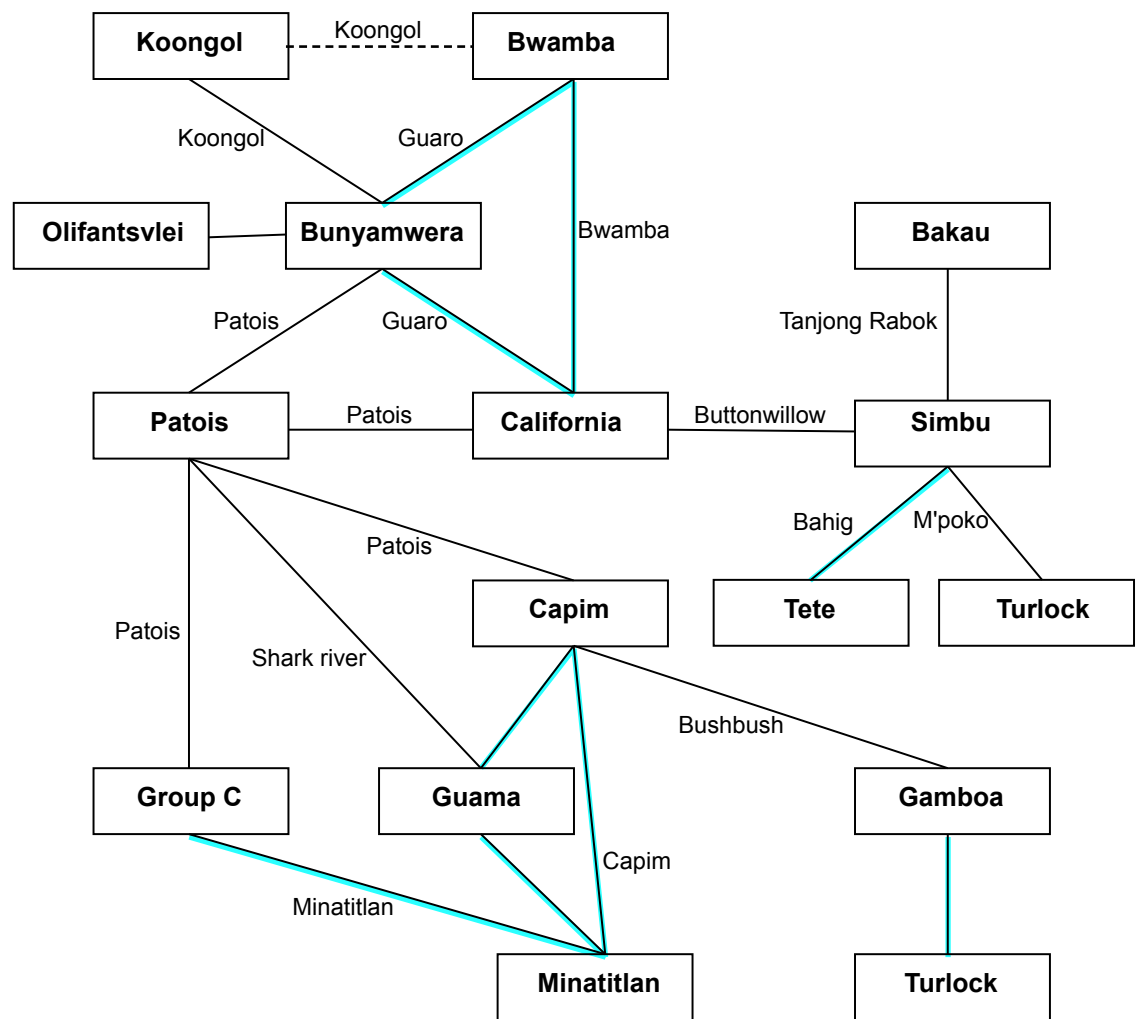 Koongol
Koongol
Bwamba
Koongol
Guaro
Olifantsvlei
Bunyamwera
Bwamba
Bakau
Patois
Guaro
Tanjong Rabok
Patois
Patois
California
Buttonwillow
Simbu
Bahig
M'poko
Patois
Capim
Tete
Turlock
Patois
Shark river
Bushbush
Group C
Guama
Gamboa
Capim
Minatitlan
Minatitlan
Turlock